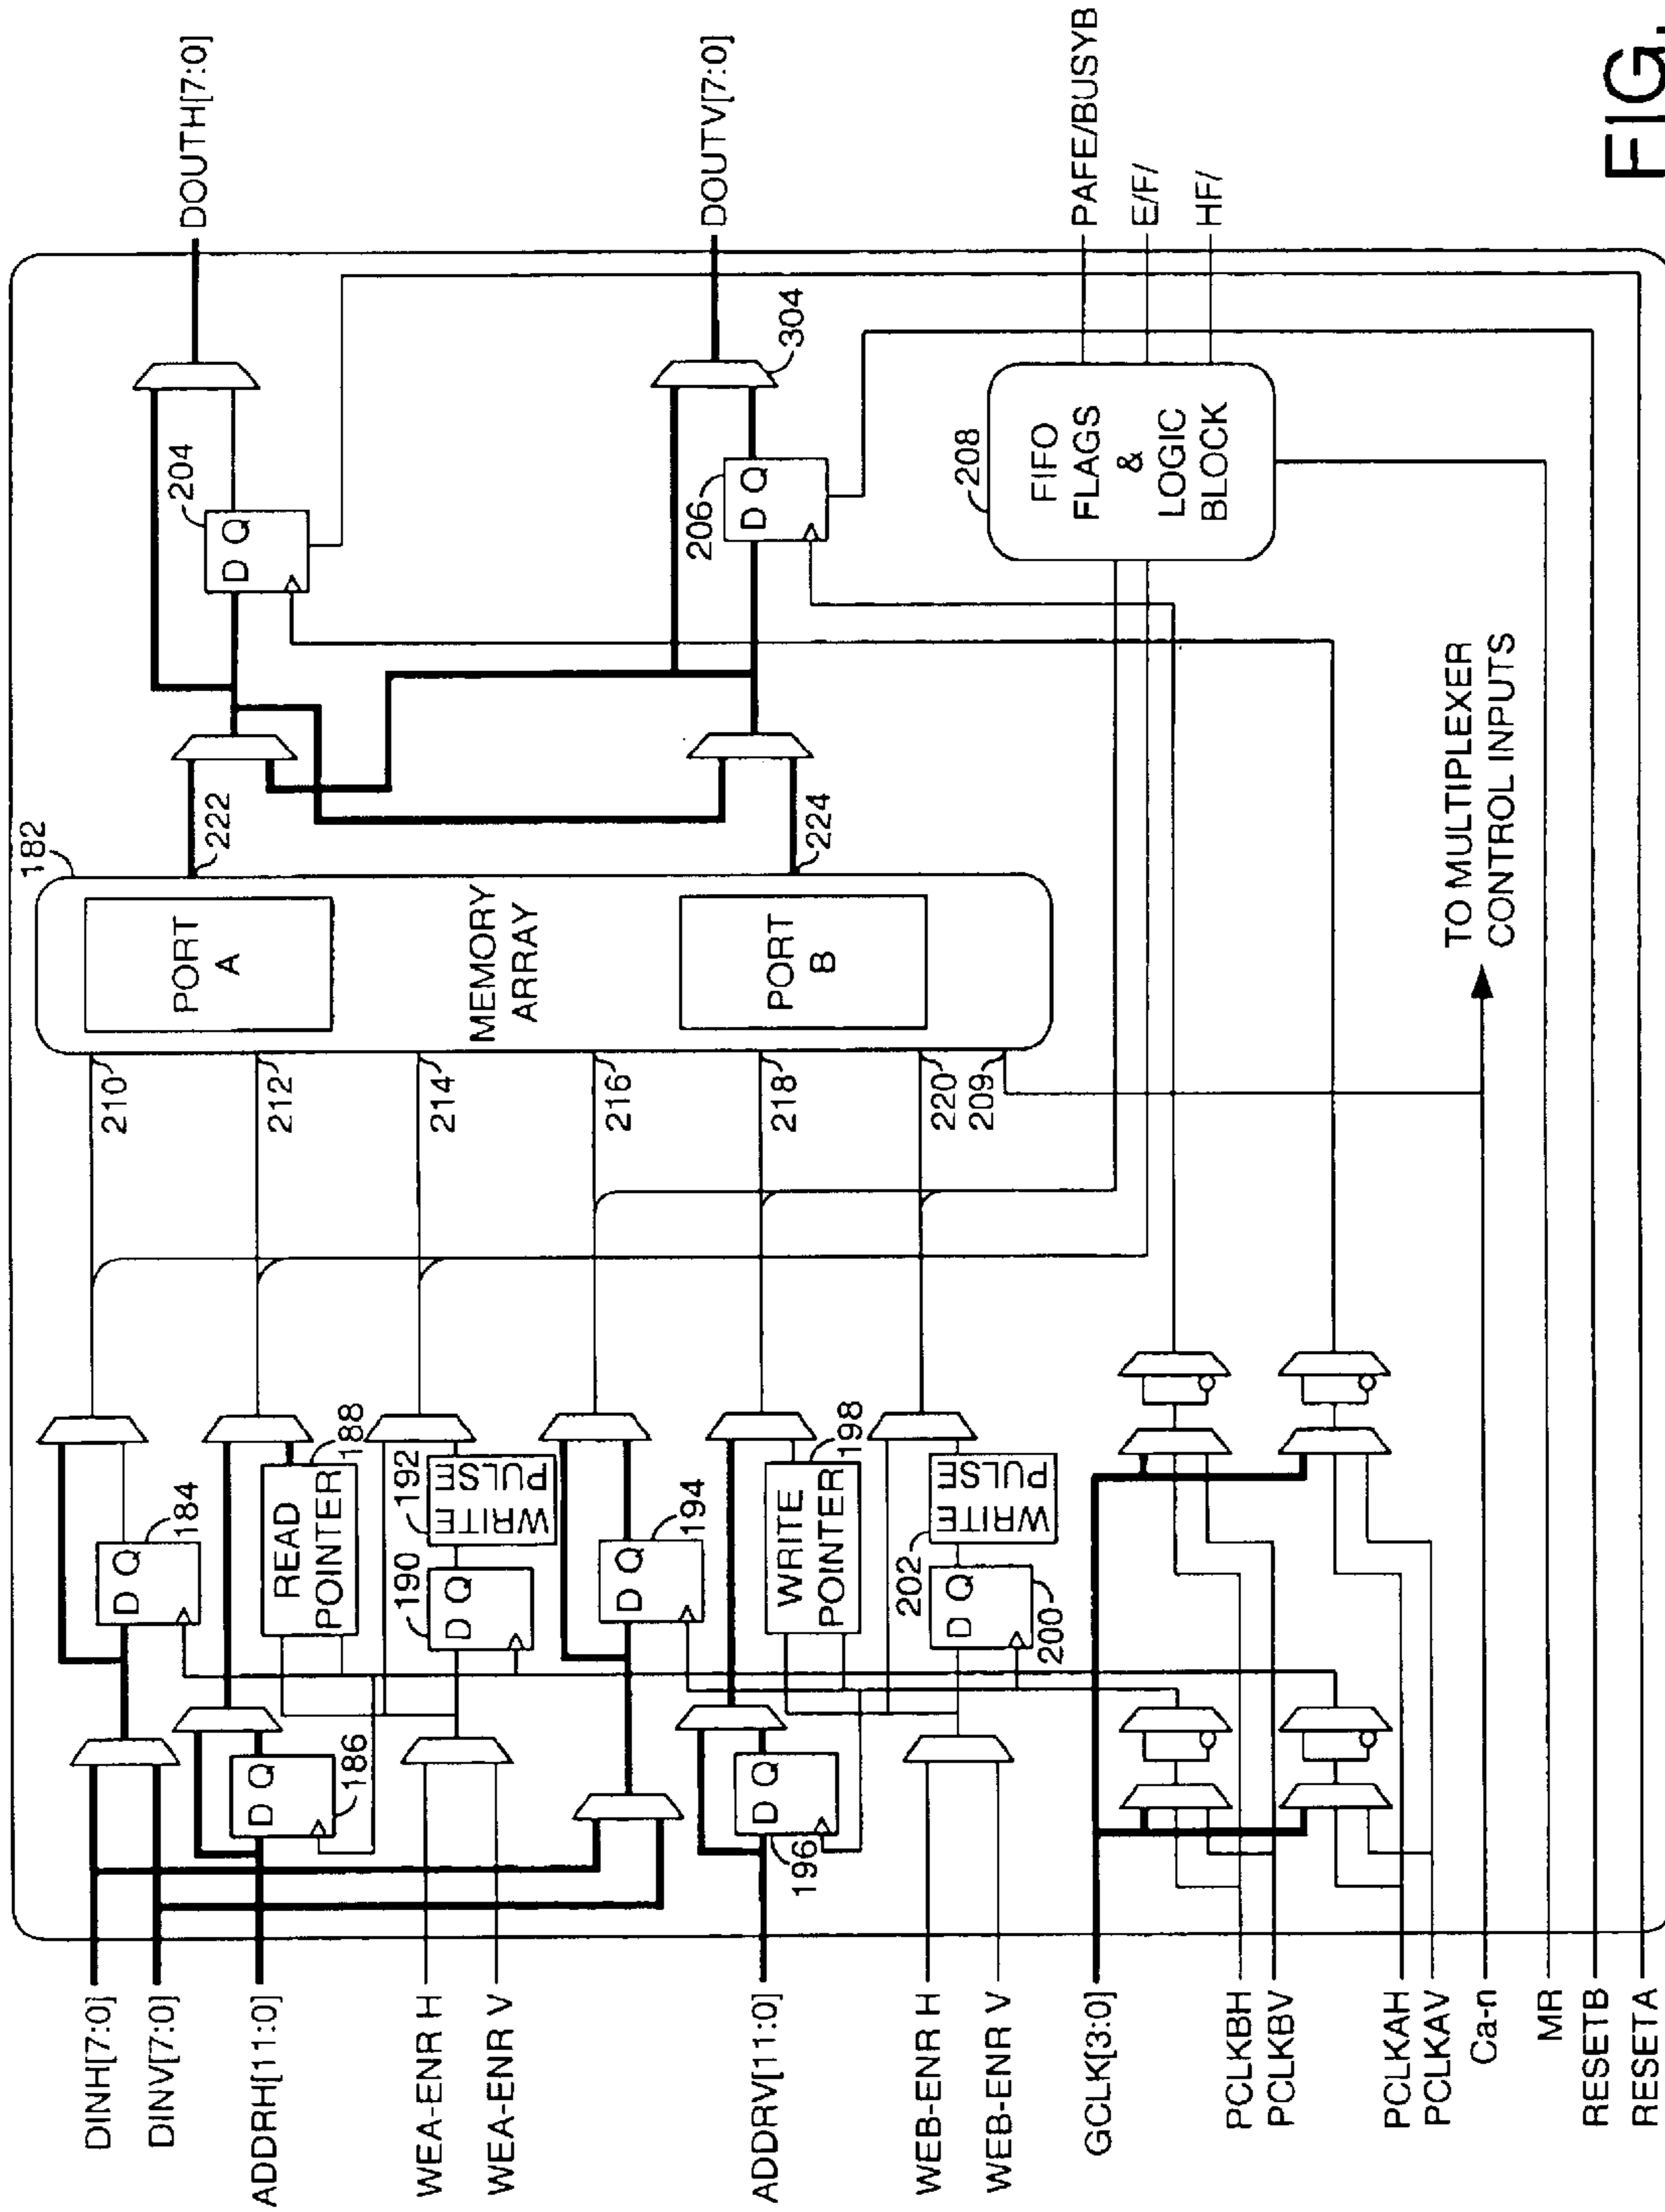 DINH[7:0]
DINV[7:0]
ADDRH[11:0]
WEA-ENR H
WEA-ENR V
ADDRV[11:0]
WEB-ENR H
WEB-ENR V
GCLK[3:0]
PCLKBH
PCLKBV
PCLKAH
PCLKAV
Ca-n
MR
RESETB
RESETA
D Q
184
D Q
186
READ
POINTER
188
D Q
190
WRITE
PULSE
192
D Q
194
D Q
196
WRITE
POINTER
198
D Q
200
WRITE
PULSE
202
210
212
214
216
218
220
209
182
PORT
A
MEMORY
ARRAY
PORT
B
222
224
D Q
204
D Q
206
304
208
FIFO
FLAGS
&
LOGIC
BLOCK
TO MULTIPLEXER
CONTROL INPUTS
DOUTH[7:0]
DOUTV[7:0]
PAFE/BUSYB
E/F/
HF/
FIG.